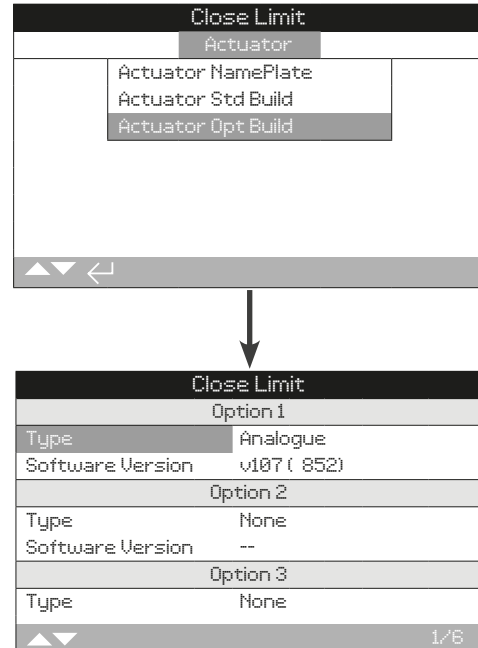 Close Limit
Actuator
Actuator NamePlate
Actuator Std Build
Actuator Opt Build
Close Limit
Option 1
Type Analogue
Software Version v107 ( 852)
Option 2
Type None
Software Version --
Option 3
Type None
1/6